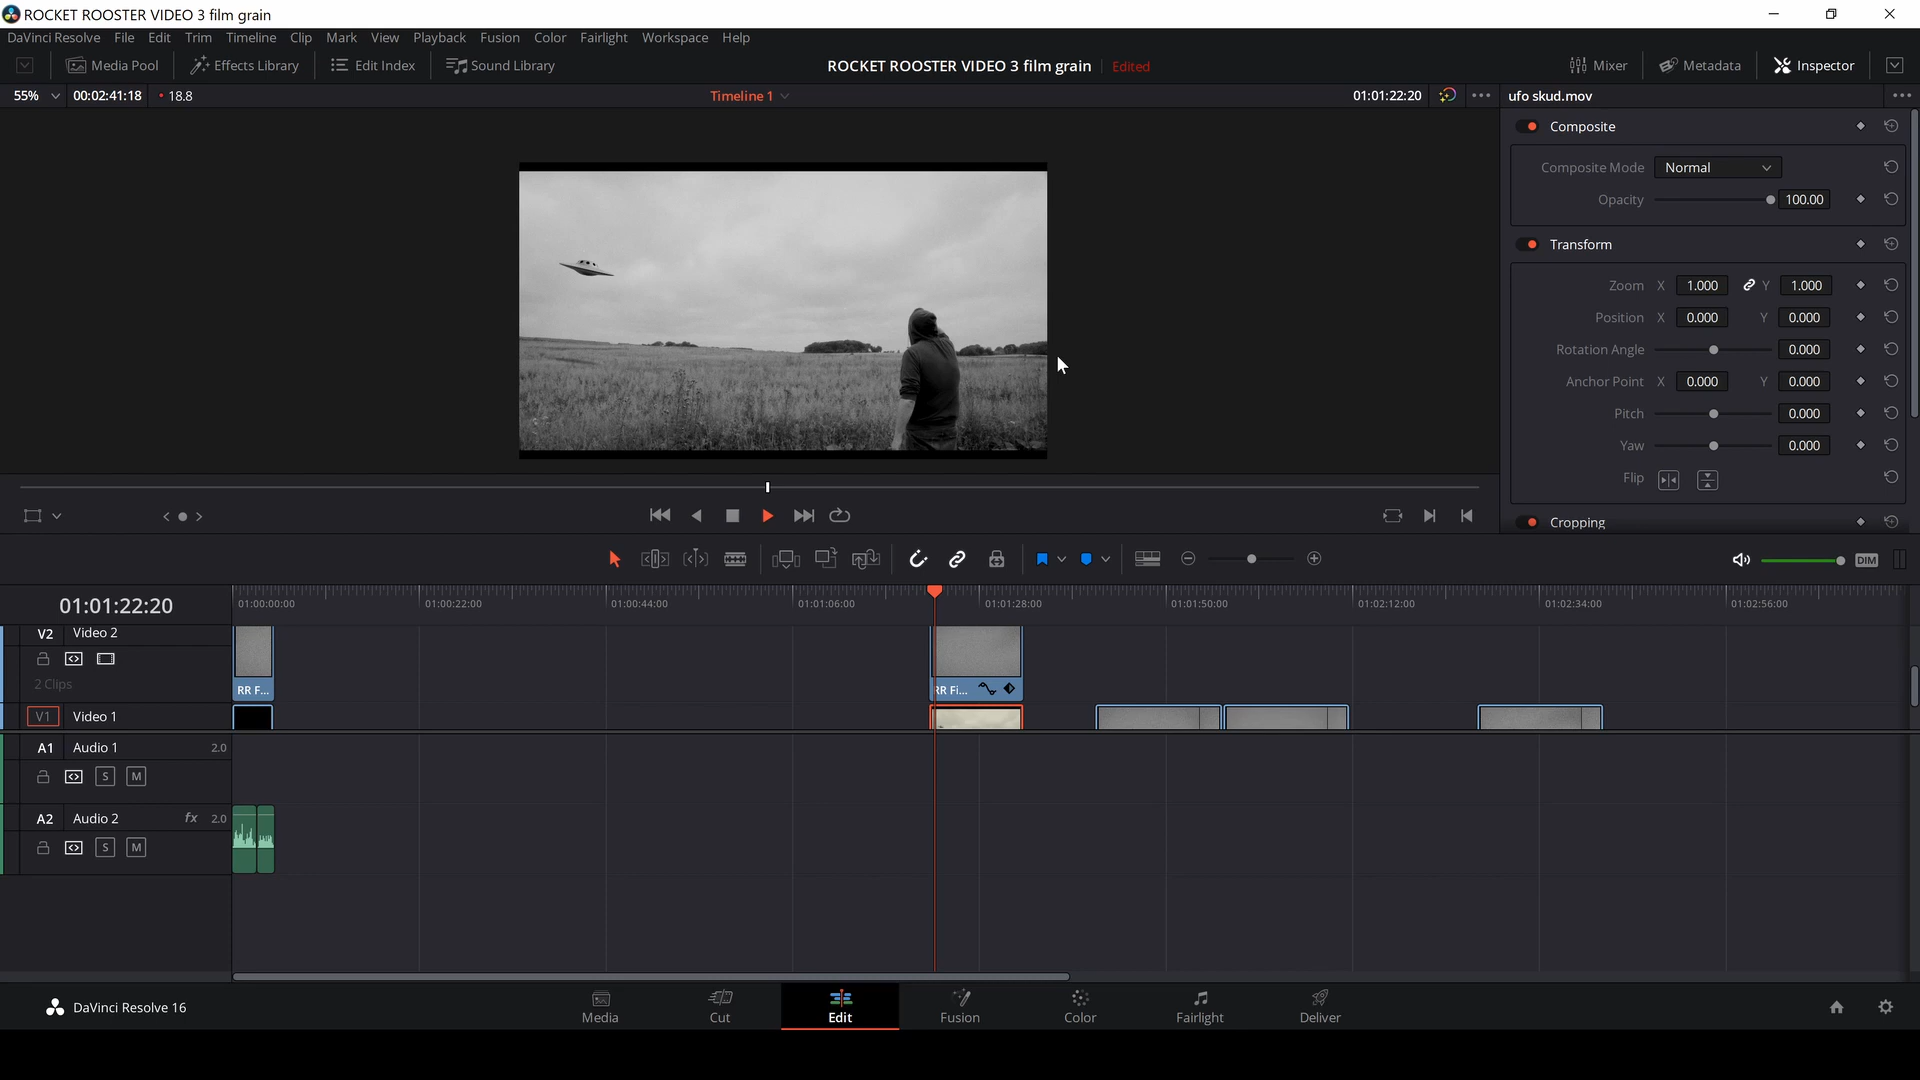 ROCKET ROOSTER VIDEO 3 film grain
DaVinci Resolve File Edit Trim Timeline Clip Mark View Playback Fusion Color Fairlight Workspace Help
Media Pool Effects Library Edit Index Sound Library ROCKET ROOSTER VIDEO 3 film grain Edited Mixer Metadata Inspector
55% 00:02:41:18 18.8 Timeline 1 01:01:22:20 ufo skud.mov
Composite
Composite Mode Normal
Opacity 100.00
Transform
Zoom X 1.000 Y 1.000
Position X 0.000 Y 0.000
Rotation Angle 0.000
Anchor Point X 0.000 Y 0.000
Pitch 0.000
Yaw 0.000
Flip
Cropping
DIM
01:01:22:20 01:00:00:00 01:00:22:00 01:00:44:00 01:01:06:00 01:01:28:00 01:01:50:00 01:02:12:00 01:02:34:00 01:02:56:00
V2 Video 2
2 Clips
RR F... RR Fi...
V1 Video 1
A1 Audio 1 2.0
S M
A2 Audio 2 fx 2.0
S M
DaVinci Resolve 16 Media Cut Edit Fusion Color Fairlight Deliver